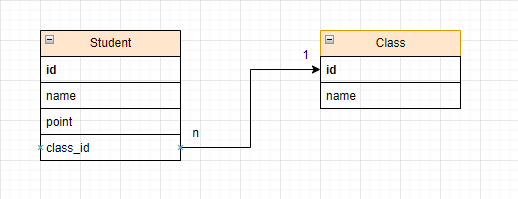 Student
id
name
point
class_id
n
1
Class
id
name